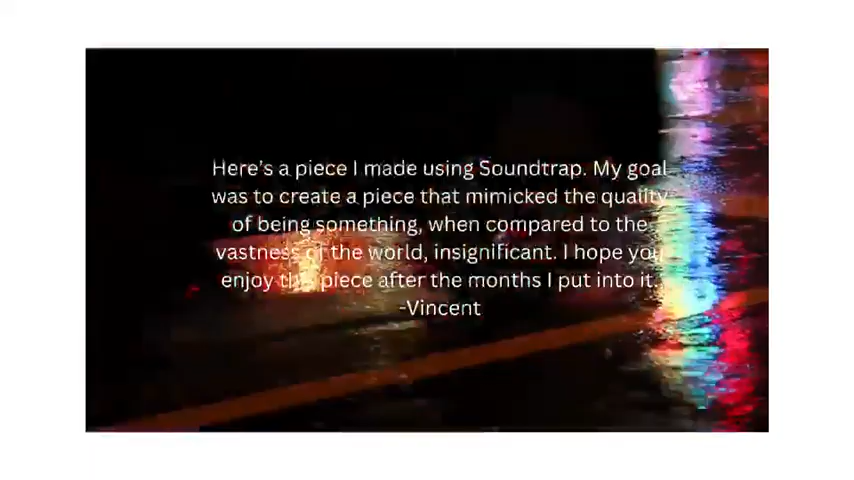 Here's a piece I made using Soundtrap. My goal
was to create a piece that mimicked the quality
of being something, when compared to the
vastness of the world, insignificant. I hope you
enjoy this piece after the months I put into it.
-Vincent